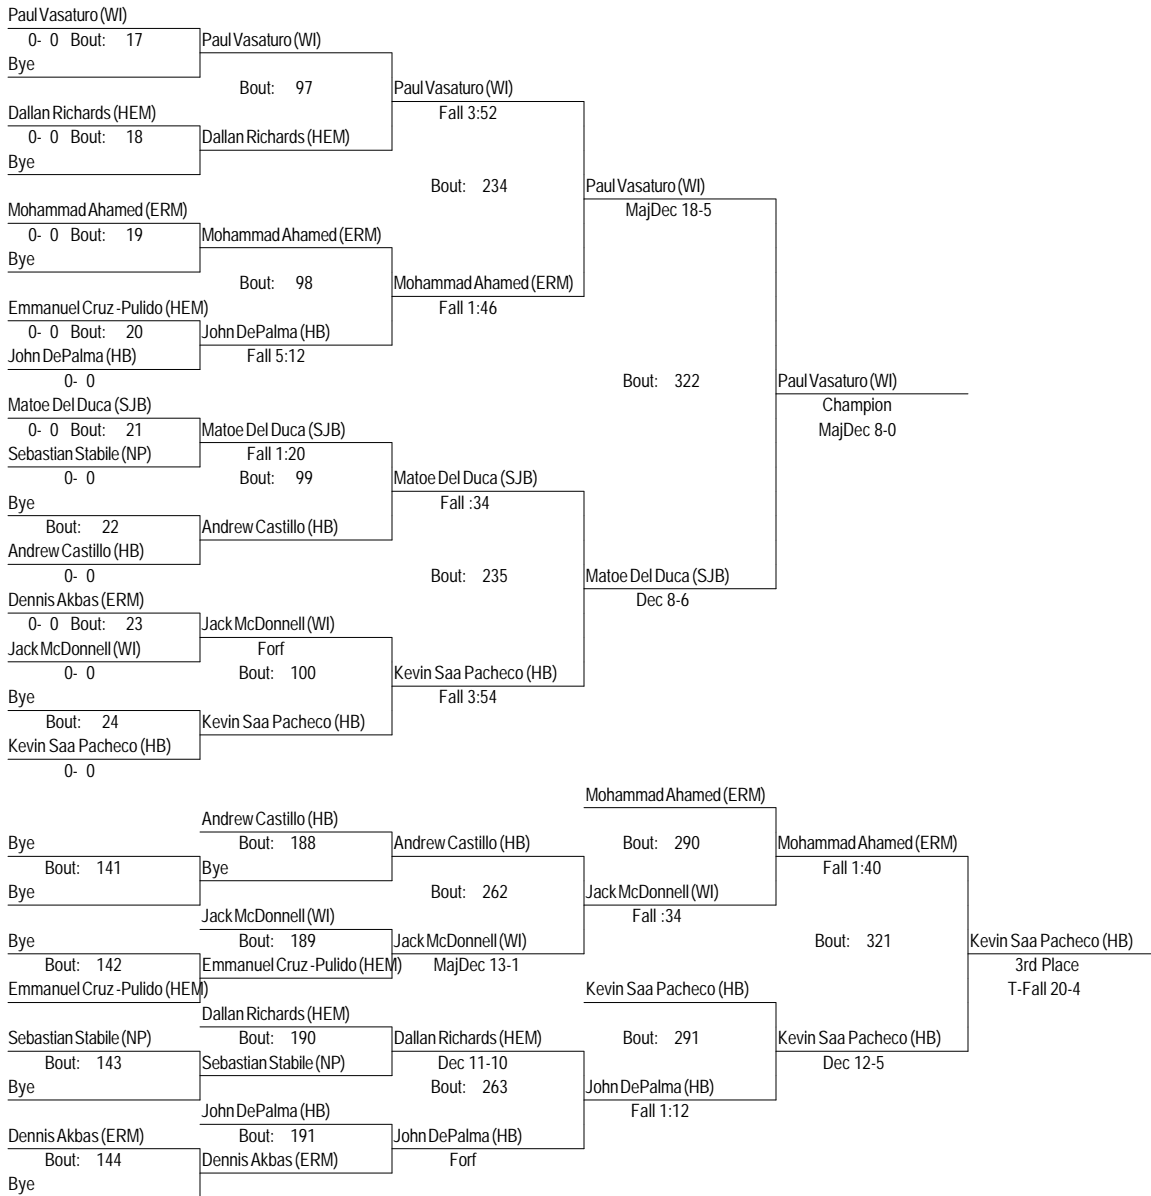 Paul Vasaturo (WI)
0- 0 Bout: 17 Paul Vasaturo (WI)
Bye
Bout: 97 Paul Vasaturo (WI)
Dallan Richards (HEM) Fall 3:52
0- 0 Bout: 18 Dallan Richards (HEM)
Bye
Bout: 234 Paul Vasaturo (WI)
Mohammad Ahamed (ERM) MajDec 18-5
0- 0 Bout: 19 Mohammad Ahamed (ERM)
Bye
Bout: 98 Mohammad Ahamed (ERM)
Emmanuel Cruz -Pulido (HEM) Fall 1:46
0- 0 Bout: 20 John DePalma (HB)
John DePalma (HB) Fall 5:12
0- 0 Bout: 322 Paul Vasaturo (WI)
Matoe Del Duca (SJB) Champion
0- 0 Bout: 21 Matoe Del Duca (SJB) MajDec 8-0
Sebastian Stabile (NP) Fall 1:20
0- 0 Bout: 99 Matoe Del Duca (SJB)
Bye Fall :34
Bout: 22 Andrew Castillo (HB)
Andrew Castillo (HB)
0- 0 Bout: 235 Matoe Del Duca (SJB)
Dennis Akbas (ERM) Dec 8-6
0- 0 Bout: 23 Jack McDonnell (WI)
Jack McDonnell (WI) Forf
0- 0 Bout: 100 Kevin Saa Pacheco (HB)
Bye Fall 3:54
Bout: 24 Kevin Saa Pacheco (HB)
Kevin Saa Pacheco (HB)
0- 0
Mohammad Ahamed (ERM)
Andrew Castillo (HB)
Bye Bout: 188 Andrew Castillo (HB) Bout: 290 Mohammad Ahamed (ERM)
Bout: 141 Bye Fall 1:40
Bye Bout: 262 Jack McDonnell (WI)
Jack McDonnell (WI) Fall :34
Bye Bout: 189 Jack McDonnell (WI) Bout: 321 Kevin Saa Pacheco (HB)
Bout: 142 Emmanuel Cruz -Pulido (HEM) MajDec 13-1 3rd Place
Emmanuel Cruz -Pulido (HEM) Kevin Saa Pacheco (HB) T-Fall 20-4
Dallan Richards (HEM)
Sebastian Stabile (NP) Bout: 190 Dallan Richards (HEM) Bout: 291 Kevin Saa Pacheco (HB)
Bout: 143 Sebastian Stabile (NP) Dec 11-10 Dec 12-5
Bye Bout: 263 John DePalma (HB)
John DePalma (HB) Fall 1:12
Dennis Akbas (ERM) Bout: 191 John DePalma (HB)
Bout: 144 Dennis Akbas (ERM) Forf
Bye